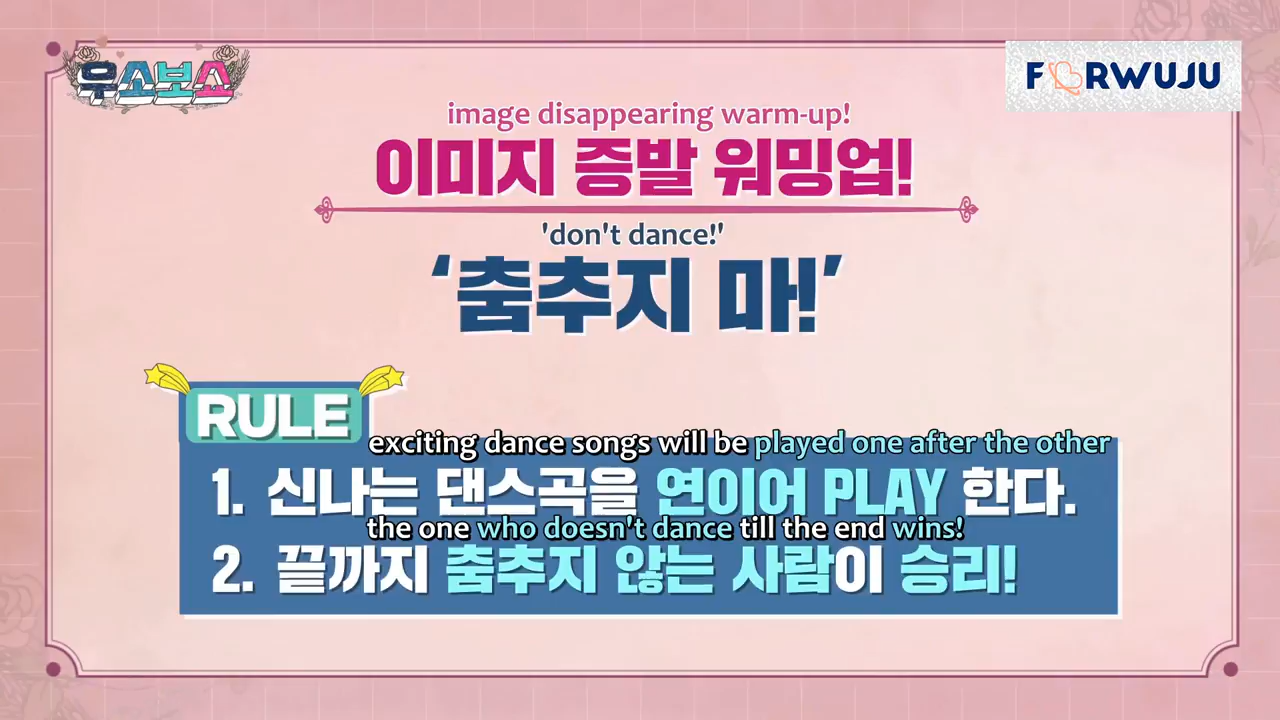 우소보쇼
FORWUJU
image disappearing warm-up!
이미지 증발 워밍업!
'don't dance!'
‘춤추지 마!’
RULE
exciting dance songs will be played one after the other
1. 신나는 댄스곡을 연이어 PLAY 한다.
the one who doesn't dance till the end wins!
2. 끝까지 춤추지 않는 사람이 승리!